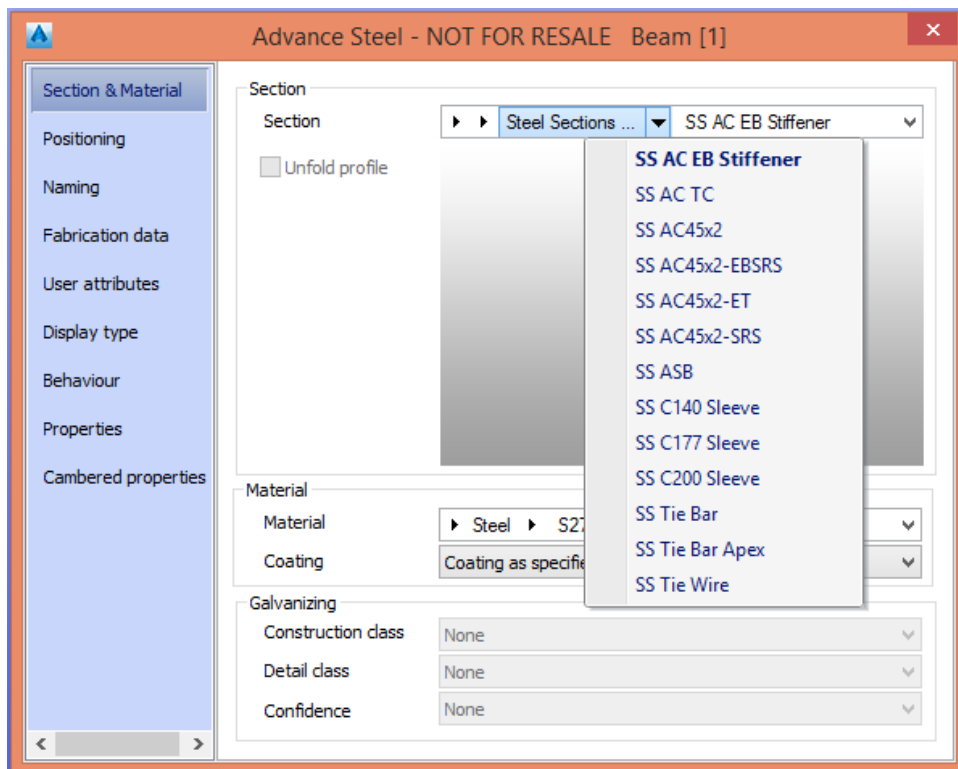 Advance Steel - NOT FOR RESALE Beam [1]
Section & Material
Positioning
Naming
Fabrication data
User attributes
Display type
Behaviour
Properties
Cambered properties
Section
Section
Steel Sections ...
SS AC EB Stiffener
Unfold profile
SS AC EB Stiffener
SS AC TC
SS AC45x2
SS AC45x2-EBSRS
SS AC45x2-ET
SS AC45x2-SRS
SS ASB
SS C140 Sleeve
SS C177 Sleeve
SS C200 Sleeve
SS Tie Bar
SS Tie Bar Apex
SS Tie Wire
Material
Material
Steel
Coating
Coating as
Galvanizing
Construction class
None
Detail class
None
Confidence
None